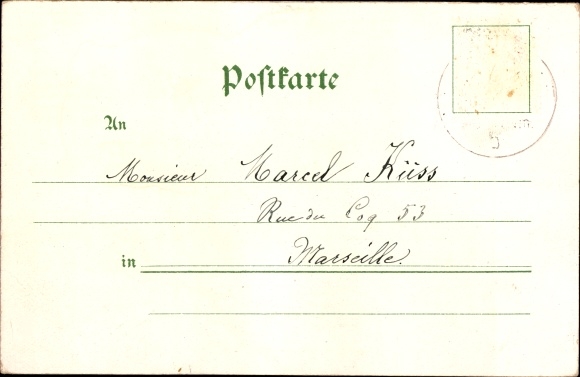 Postkarte
An
Monsieur Marcel Küss
Rue du Coq 53
in Marseille.